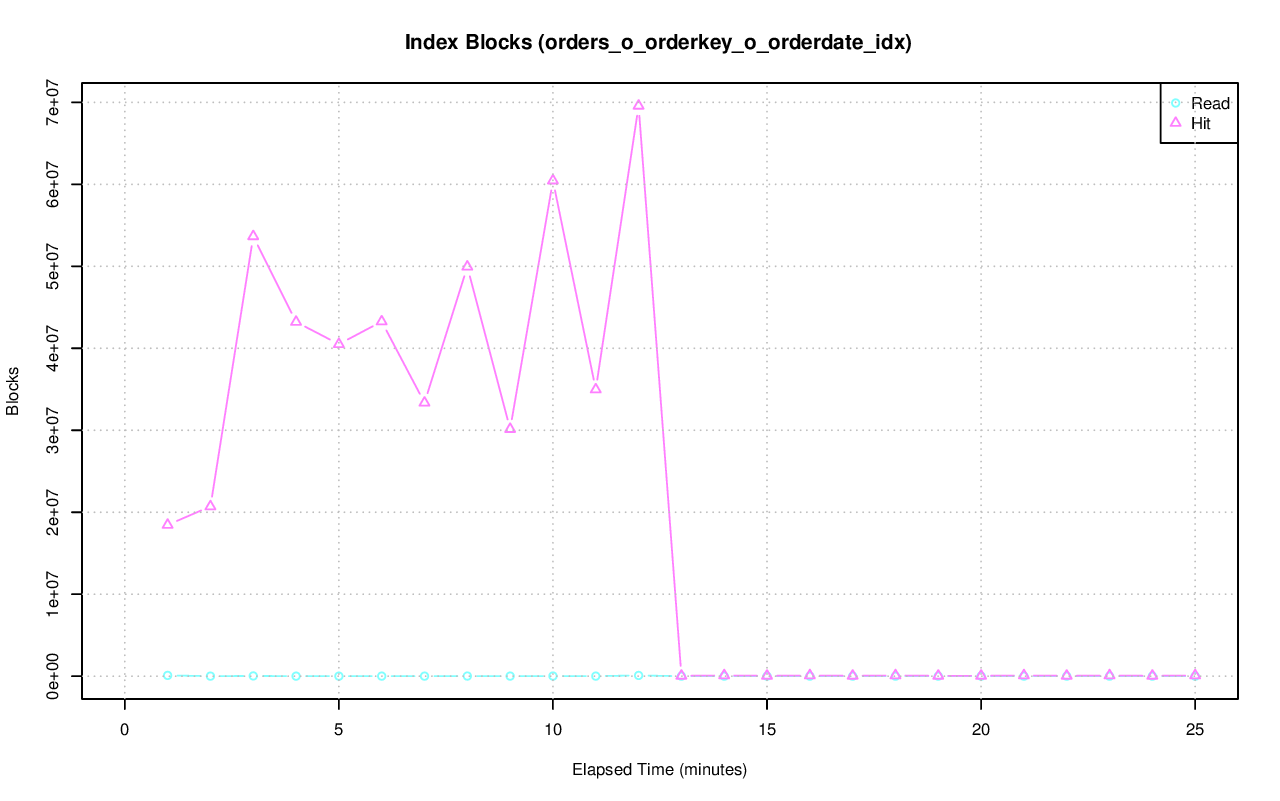 Index Blocks (orders_o_orderkey_o_orderdate_idx)
Read
Hit
7e+07
6e+07
5e+07
4e+07
3e+07
2e+07
1e+07
0e+00
Blocks
0 5 10 15 20 25
Elapsed Time (minutes)